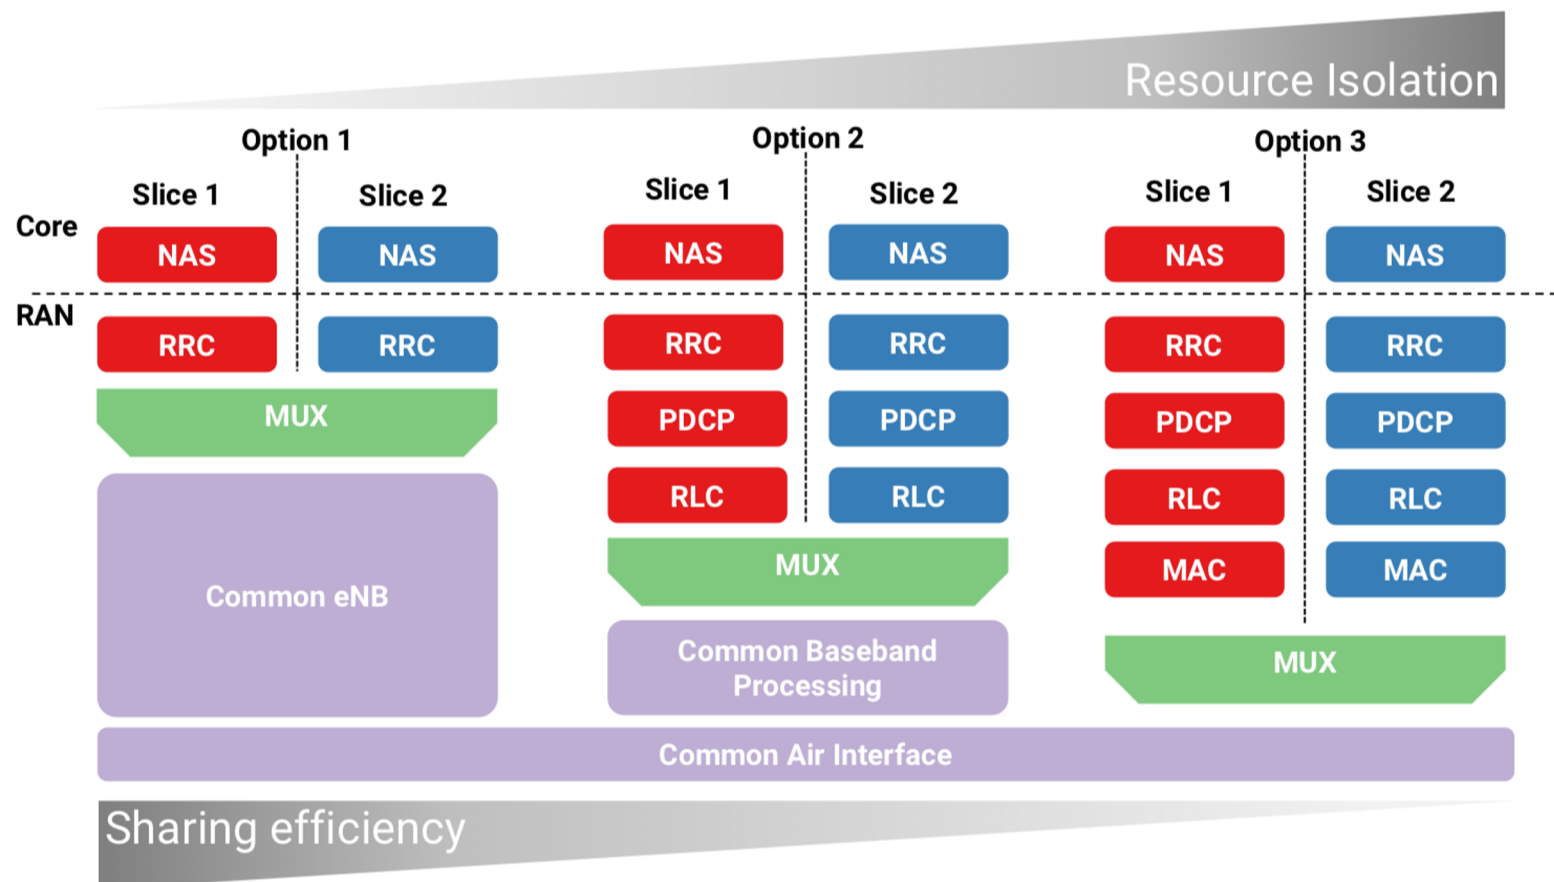 Resource Isolation
Option 1
Option 2
Option 3
Slice 1
Slice 2
Slice 1
Slice 2
Slice 1
Slice 2
Core
NAS
NAS
NAS
NAS
NAS
NAS
RAN
RRC
RRC
RRC
RRC
RRC
RRC
MUX
PDCP
PDCP
PDCP
PDCP
RLC
RLC
RLC
RLC
MUX
MAC
MAC
Common eNB
Common Baseband
Processing
MUX
Common Air Interface
Sharing efficiency